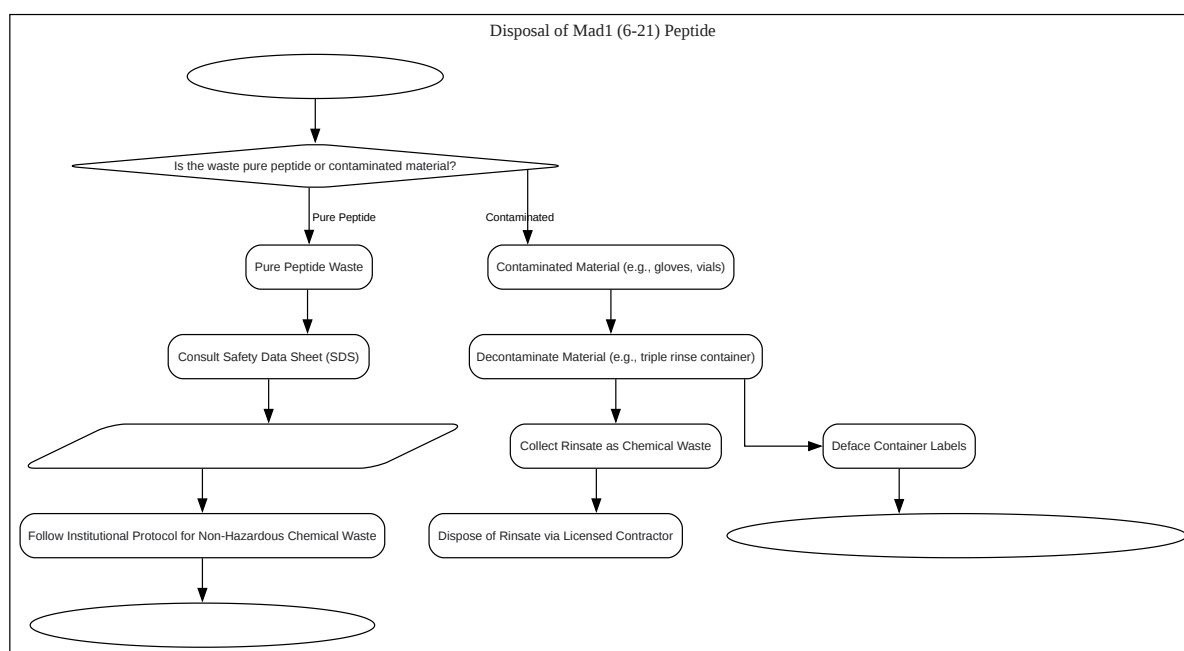 Disposal of Mad1 (6-21) Peptide
Is the waste pure peptide or contaminated material?
Pure Peptide
Contaminated
Pure Peptide Waste
Contaminated Material (e.g., gloves, vials)
Consult Safety Data Sheet (SDS)
Decontaminate Material (e.g., triple rinse container)
Collect Rinsate as Chemical Waste
Deface Container Labels
Follow Institutional Protocol for Non-Hazardous Chemical Waste
Dispose of Rinsate via Licensed Contractor